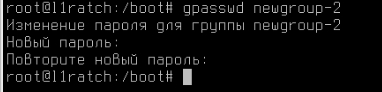 root@l1ratch:/boot# gpasswd newgroup-2
Изменение пароля для группы newgroup-2
Новый пароль:
Повторите новый пароль:
root@l1ratch:/boot#